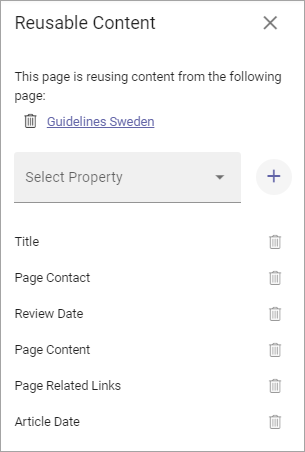 Reusable Content
This page is reusing content from the following
page:
Guidelines Sweden
Select Property
Title
Page Contact
Review Date
Page Content
Page Related Links
Article Date